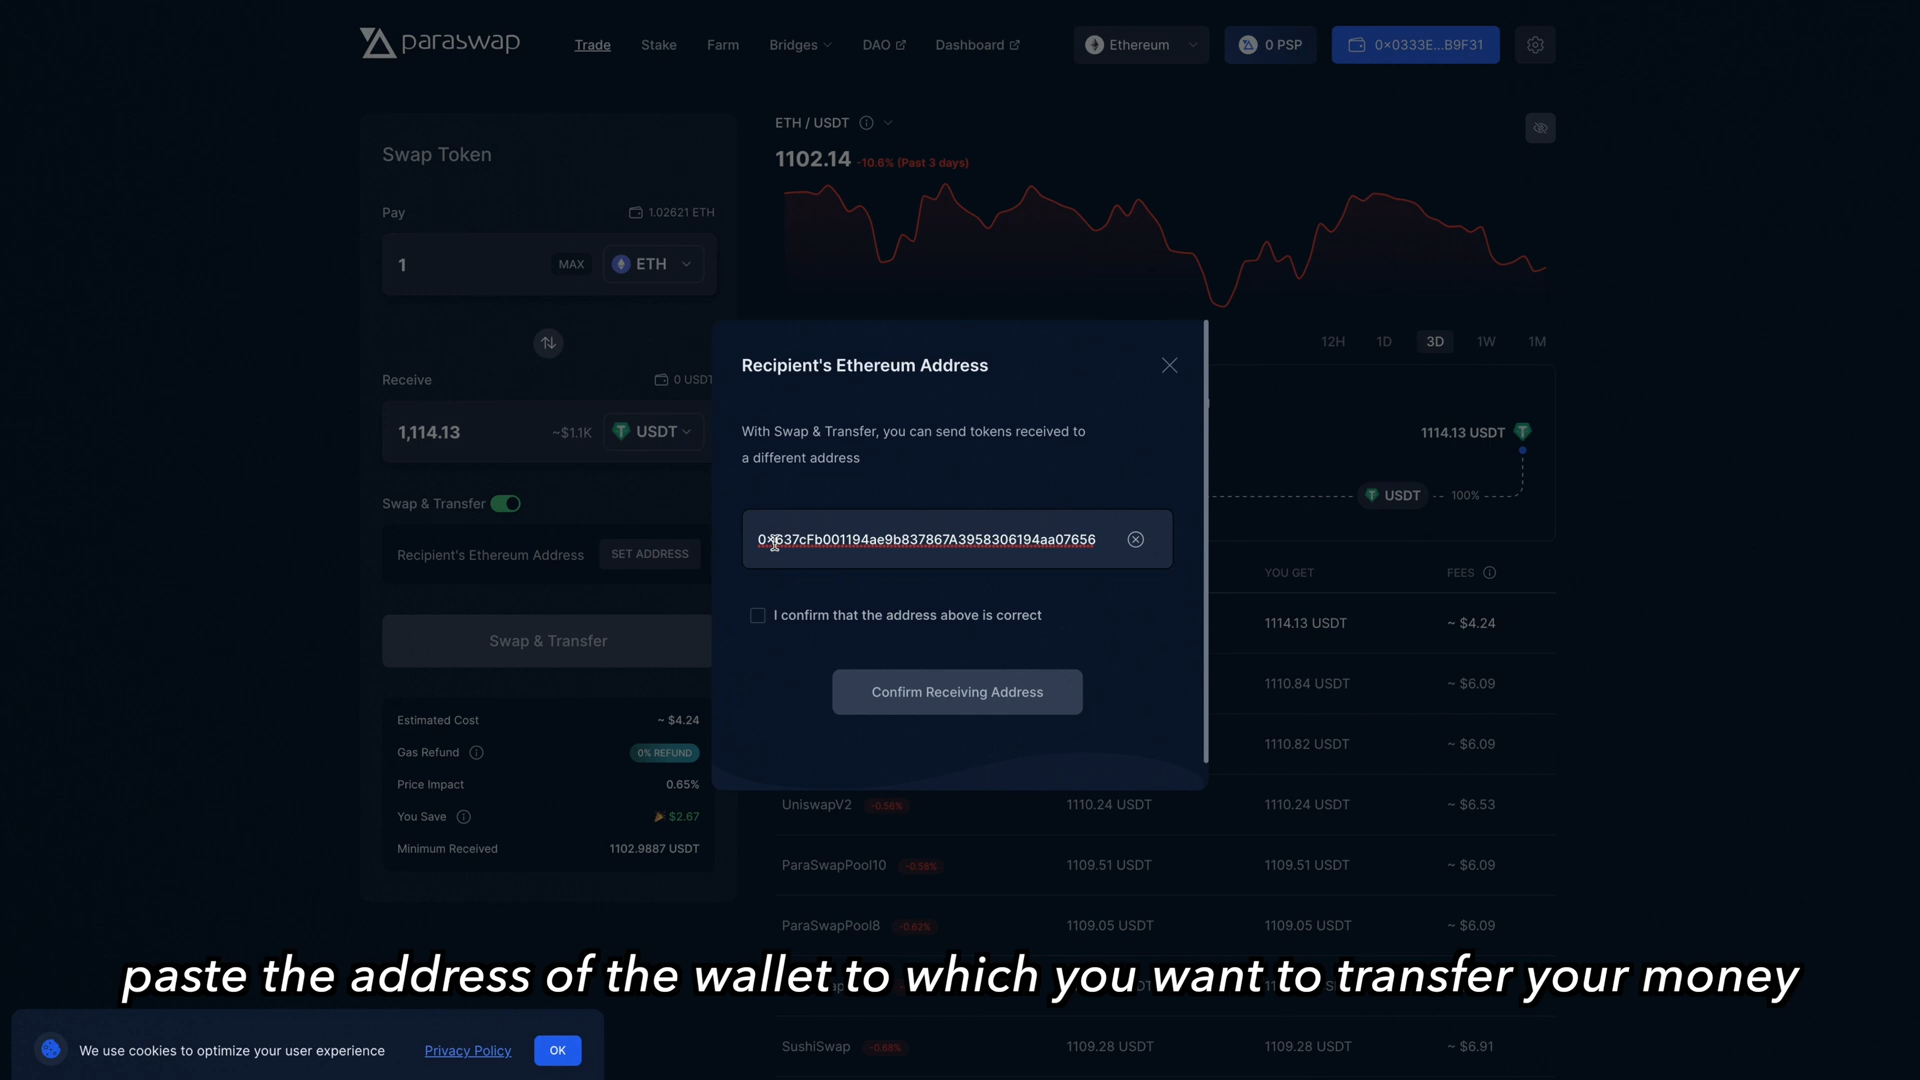 paraswap
Trade Stake Farm Bridges DAO Dashboard Ethereum 0 PSP 0×0333E...B9F31
Swap Token
Pay 1.02621 ETH
1 MAX ETH
Receive 0 USDT
1,114.13 ~$1.1K USDT
Swap & Transfer
Recipient's Ethereum Address SET ADDRESS
Swap & Transfer
Estimated Cost ~ $4.24
Gas Refund 0% REFUND
Price Impact 0.65%
You Save $2.67
Minimum Received 1102.9887 USDT
ETH / USDT
1102.14 -10.6% (Past 3 days)
12H 1D 3D 1W 1M
1114.13 USDT
USDT 100%
Recipient's Ethereum Address
With Swap & Transfer, you can send tokens received to
a different address
I confirm that the address above is correct
Confirm Receiving Address
YOU GET FEES
1114.13 USDT ~ $4.24
1110.84 USDT ~ $6.09
1110.82 USDT ~ $6.09
UniswapV2 -0.56% 1110.24 USDT 1110.24 USDT ~ $6.53
ParaSwapPool10 -0.56% 1109.51 USDT 1109.51 USDT ~ $6.09
ParaSwapPool8 -0.62% 1109.05 USDT 1109.05 USDT ~ $6.09
SushiSwap -0.68% 1109.28 USDT 1109.28 USDT ~ $6.91
paste the address of the wallet to which you want to transfer your money
We use cookies to optimize your user experience Privacy Policy OK